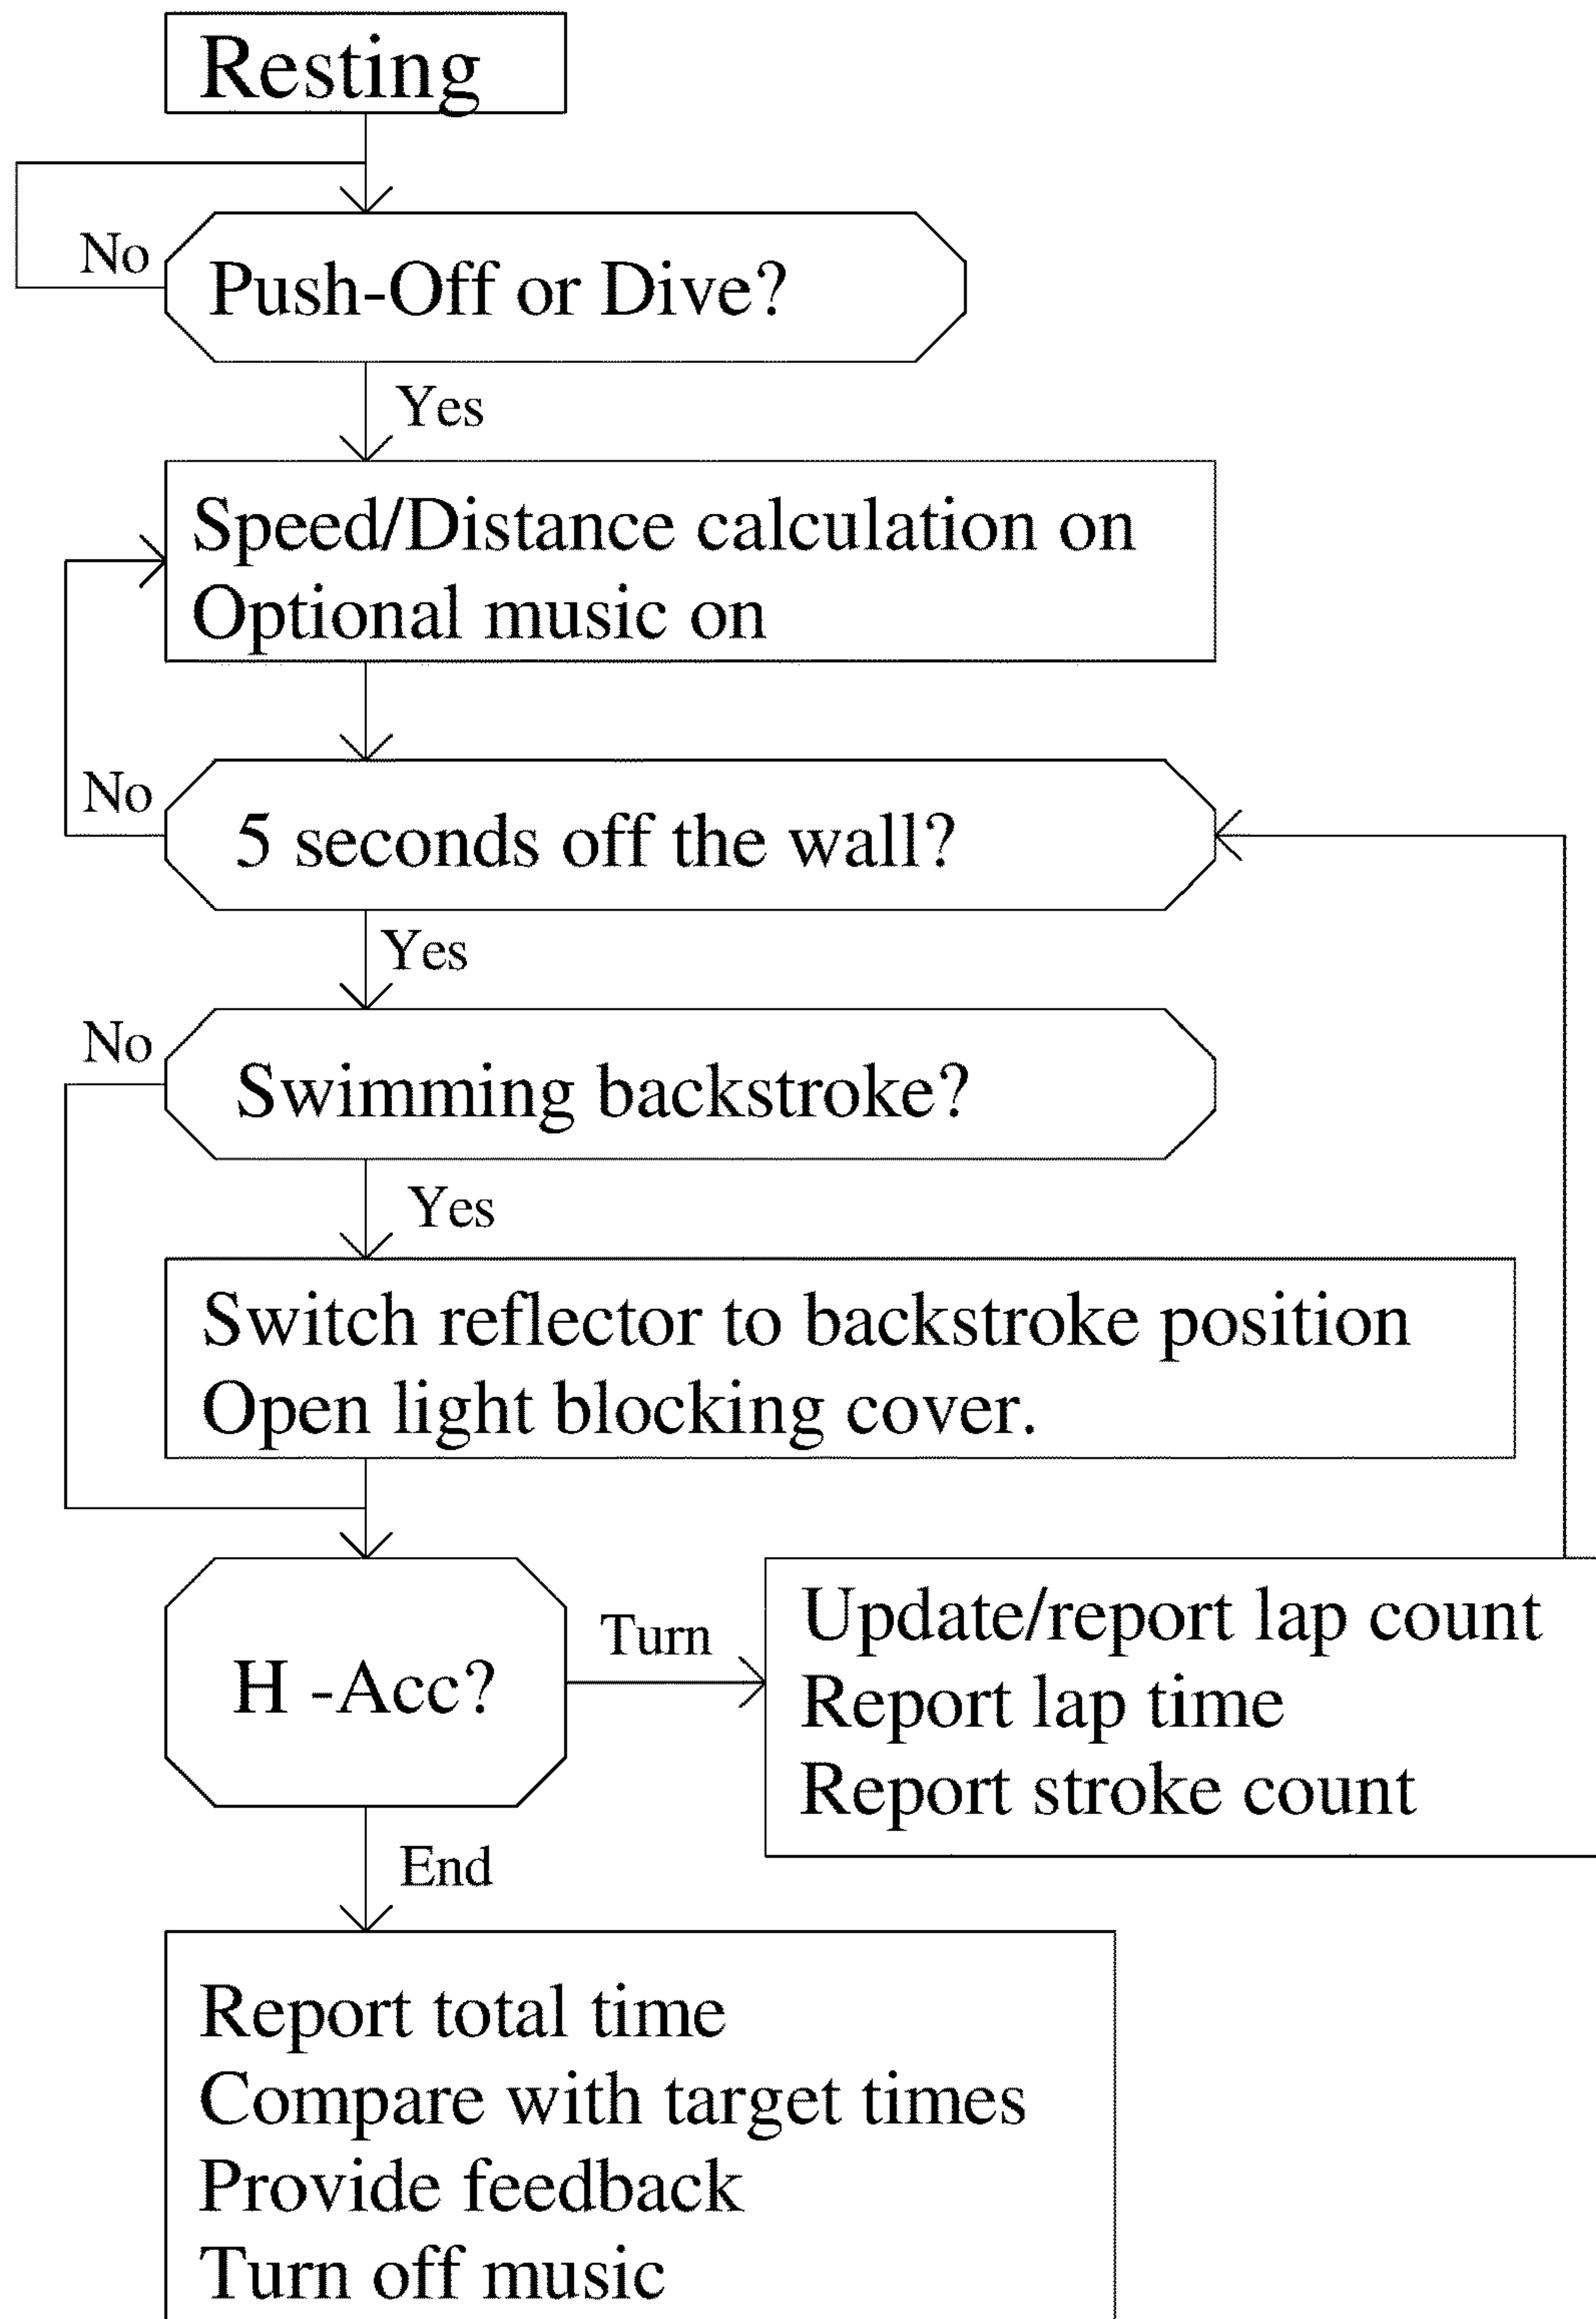 Resting
No
Push-Off or Dive?
Yes
Speed/Distance calculation on
Optional music on
No
5 seconds off the wall?
Yes
No
Swimming backstroke?
Yes
Switch reflector to backstroke position
Open light blocking cover.
H -Acc?
Turn
Update/report lap count
Report lap time
Report stroke count
End
Report total time
Compare with target times
Provide feedback
Turn off music